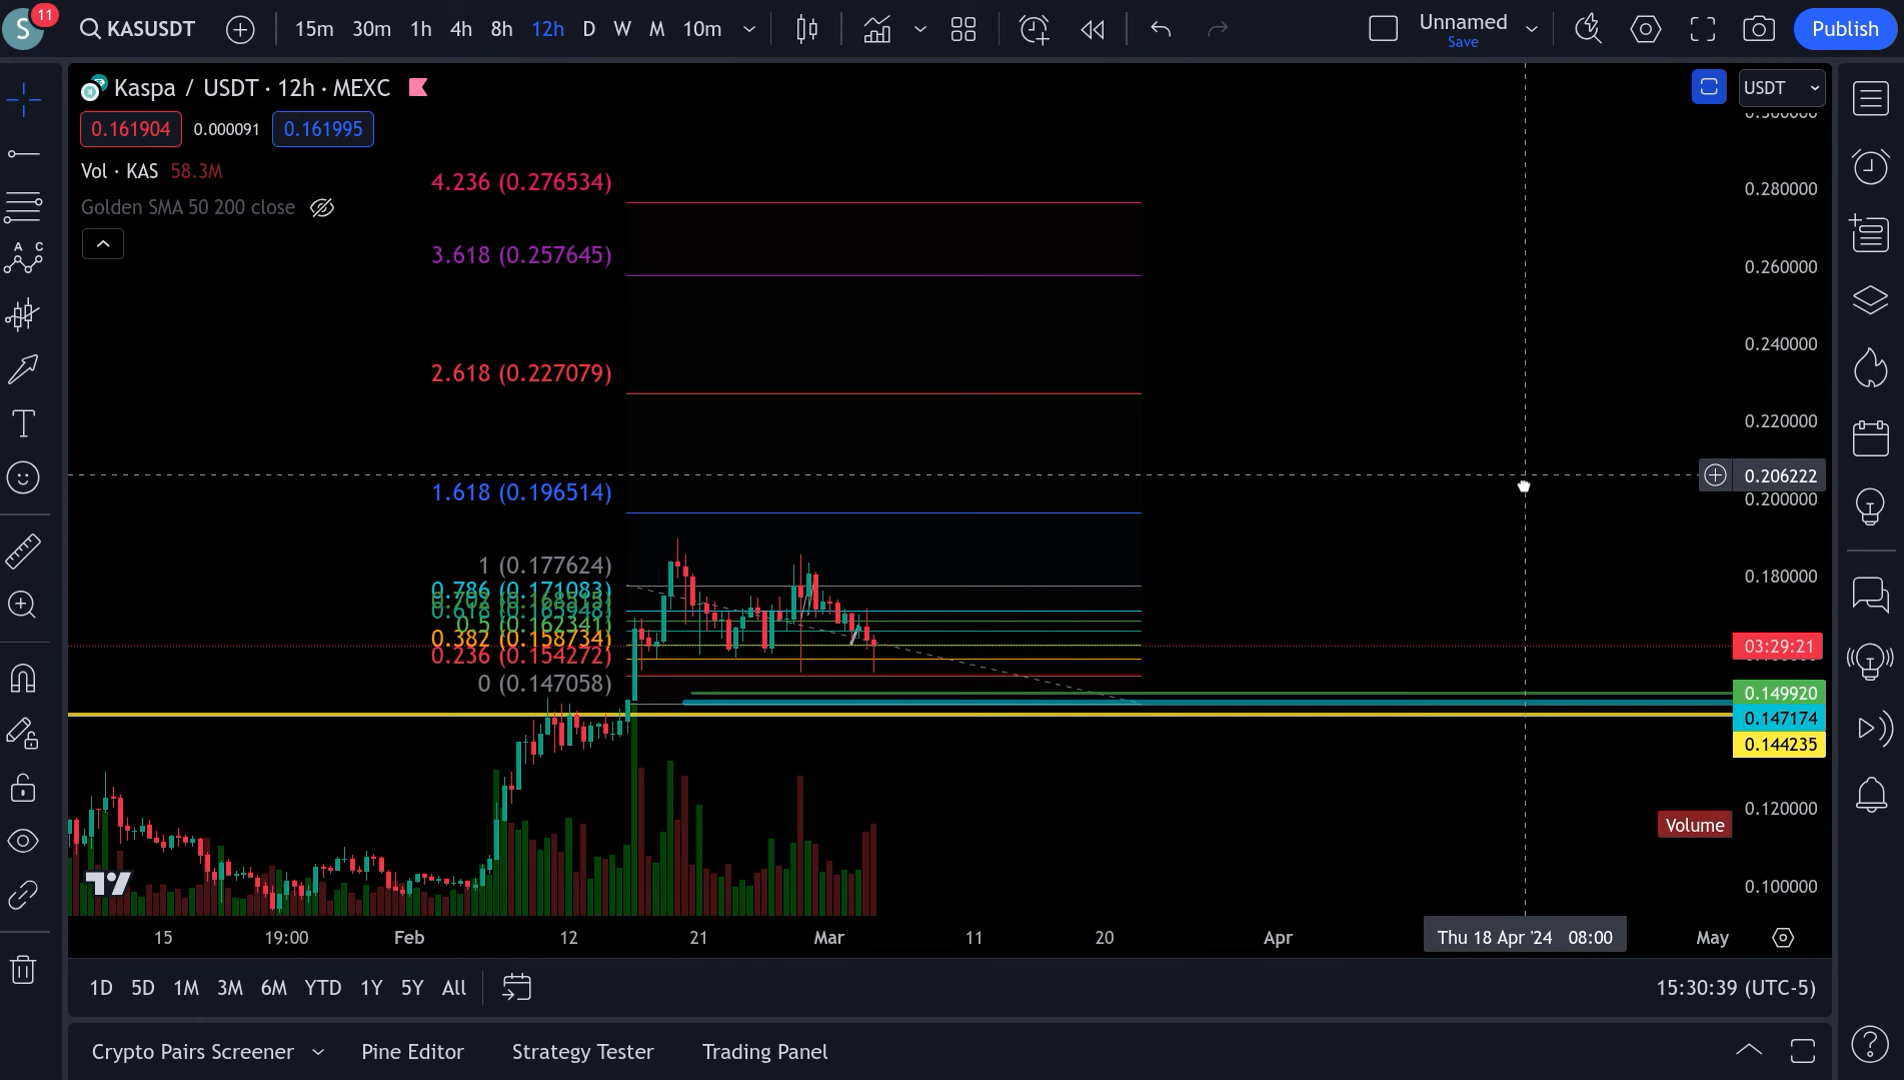 S
11
KASUSDT
15m 30m 1h 4h 8h 12h D W M 10m
Unnamed
Save
Publish
Kaspa / USDT · 12h · MEXC
USDT
0.161904 0.000091 0.161995
Vol · KAS 58.3M
Golden SMA 50 200 close
A C
T
4.236 (0.276534)
3.618 (0.257645)
2.618 (0.227079)
1.618 (0.196514)
1 (0.177624)
0.786 (0.171083)
0.5 (0.162341)
0.382 (0.158734)
0.236 (0.154272)
0 (0.147058)
0.280000
0.260000
0.240000
0.220000
0.206222
0.200000
0.180000
03:29:21
0.149920
0.147174
0.144235
0.120000
Volume
0.100000
15 19:00 Feb 12 21 Mar 11 20 Apr Thu 18 Apr '24 08:00 May
1D 5D 1M 3M 6M YTD 1Y 5Y All
15:30:39 (UTC-5)
Crypto Pairs Screener Pine Editor Strategy Tester Trading Panel